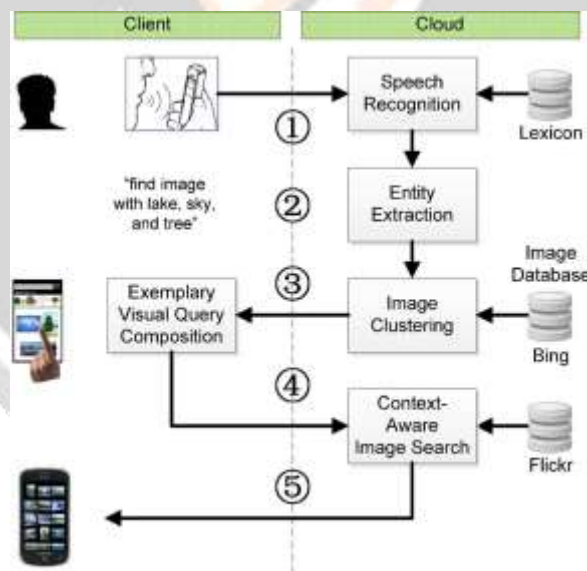 Client
Cloud
Speech
Recognition
Lexicon
①
"find image
with lake, sky,
and tree"
②
Entity
Extraction
Image
Database
③
Exemplary
Visual Query
Composition
Image
Clustering
Bing
④
Context-
Aware
Image Search
Flickr
⑤